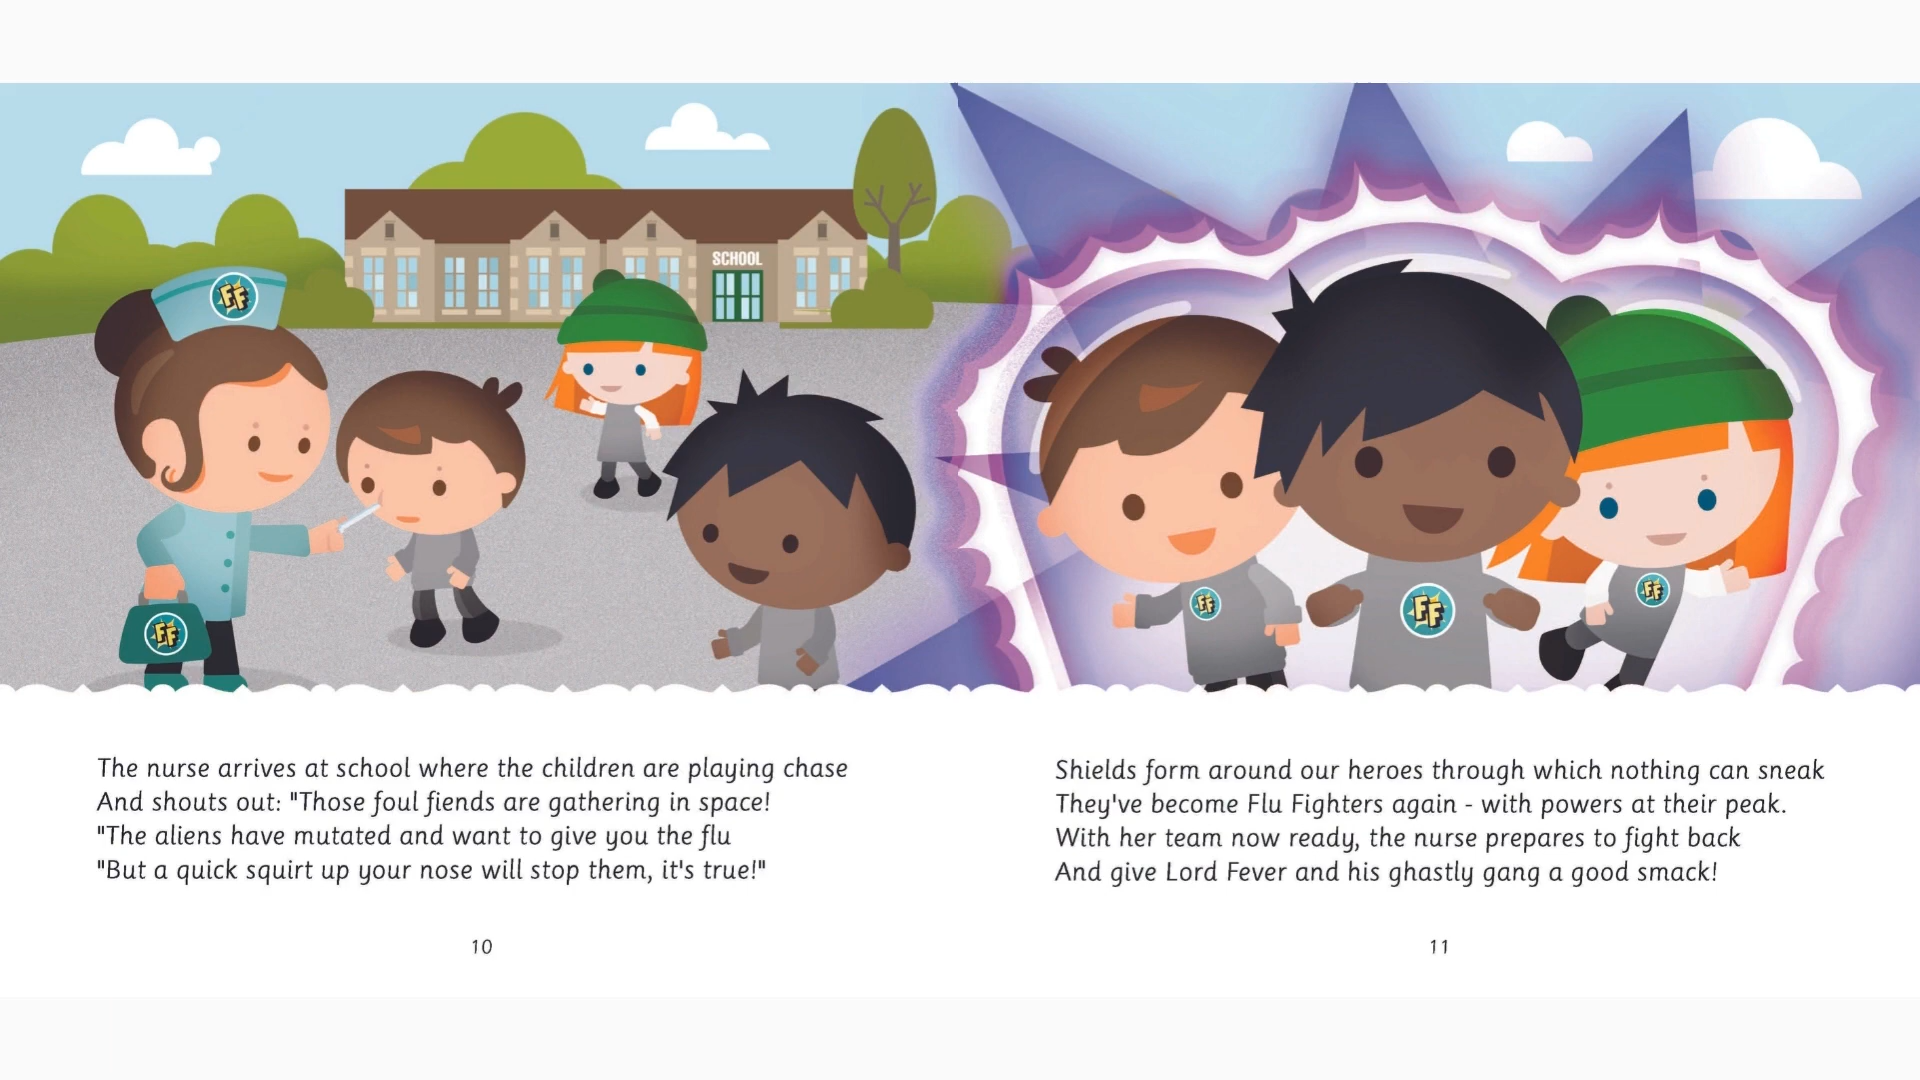 SCHOOL
FF
FF
The nurse arrives at school where the children are playing chase
And shouts out: "Those foul fiends are gathering in space!
"The aliens have mutated and want to give you the flu
"But a quick squirt up your nose will stop them, it's true!"
10
FF
FF
FF
Shields form around our heroes through which nothing can sneak
They've become Flu Fighters again - with powers at their peak.
With her team now ready, the nurse prepares to fight back
And give Lord Fever and his ghastly gang a good smack!
11